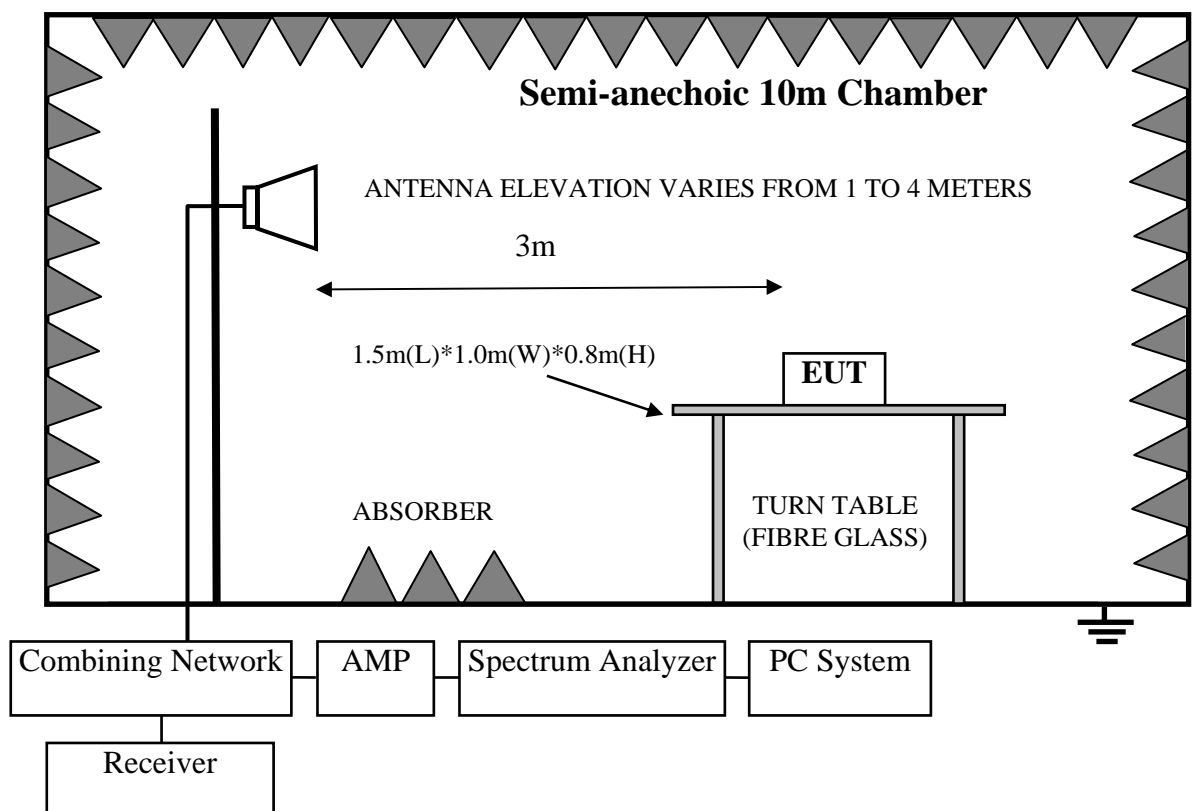 Semi-anechoic 10m Chamber
ANTENNA ELEVATION VARIES FROM 1 TO 4 METERS
3m
1.5m(L)*1.0m(W)*0.8m(H)
EUT
ABSORBER
TURN TABLE
(FIBRE GLASS)
Combining Network
AMP
Spectrum Analyzer
PC System
Receiver